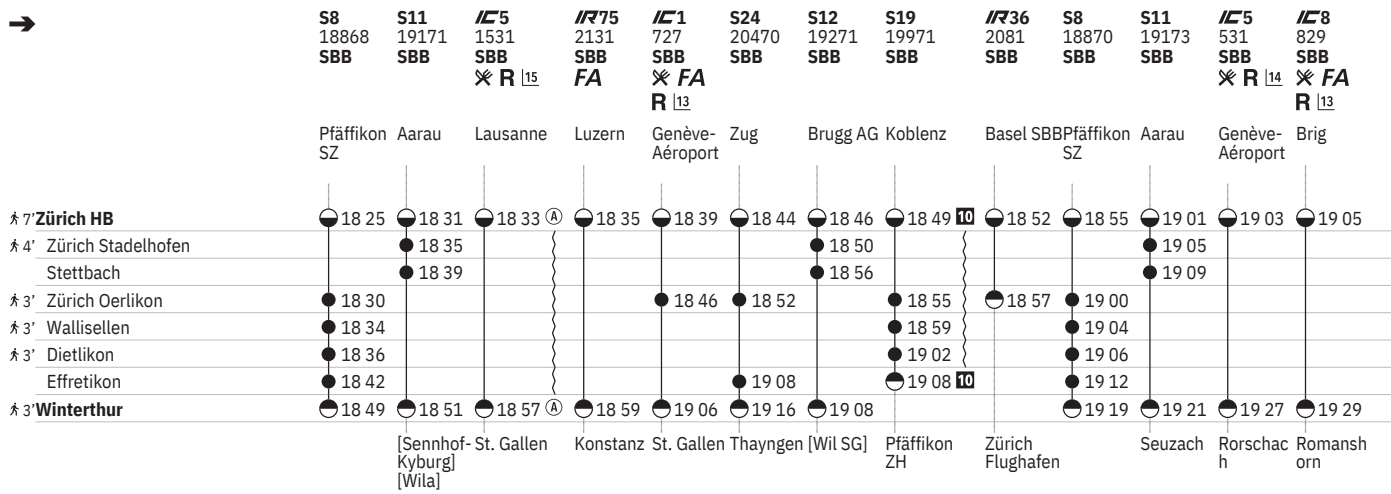 S8 S11 IC5 IR75 IC1 S24 S12 S19 IR36 S8 S11 IC5 IC8
18868 19171 1531 2131 727 20470 19271 19971 2081 18870 19173 531 829
SBB SBB SBB SBB SBB SBB SBB SBB SBB SBB SBB SBB SBB
R 15 FA FA R 14 FA
R 13 R 13
Pfäffikon Aarau Lausanne Luzern Genève- Zug Brugg AG Koblenz Basel SBB Pfäffikon Aarau Genève- Brig
SZ Aéroport SZ Aéroport
7' Zürich HB 18 25 18 31 18 33 A 18 35 18 39 18 44 18 46 18 49 10 18 52 18 55 19 01 19 03 19 05
4' Zürich Stadelhofen 18 35 18 50 19 05
Stettbach 18 39 18 56 19 09
3' Zürich Oerlikon 18 30 18 46 18 52 18 55 18 57 19 00
3' Wallisellen 18 34 18 59 19 04
3' Dietlikon 18 36 19 02 19 06
Effretikon 18 42 19 08 19 08 10 19 12
3' Winterthur 18 49 18 51 18 57 A 18 59 19 06 19 16 19 08 19 19 19 21 19 27 19 29
[Sennhof- St. Gallen Konstanz St. Gallen Thayngen [Wil SG] Pfäffikon Zürich Seuzach Rorschac Romansh
Kyburg] ZH Flughafen h orn
[Wila]